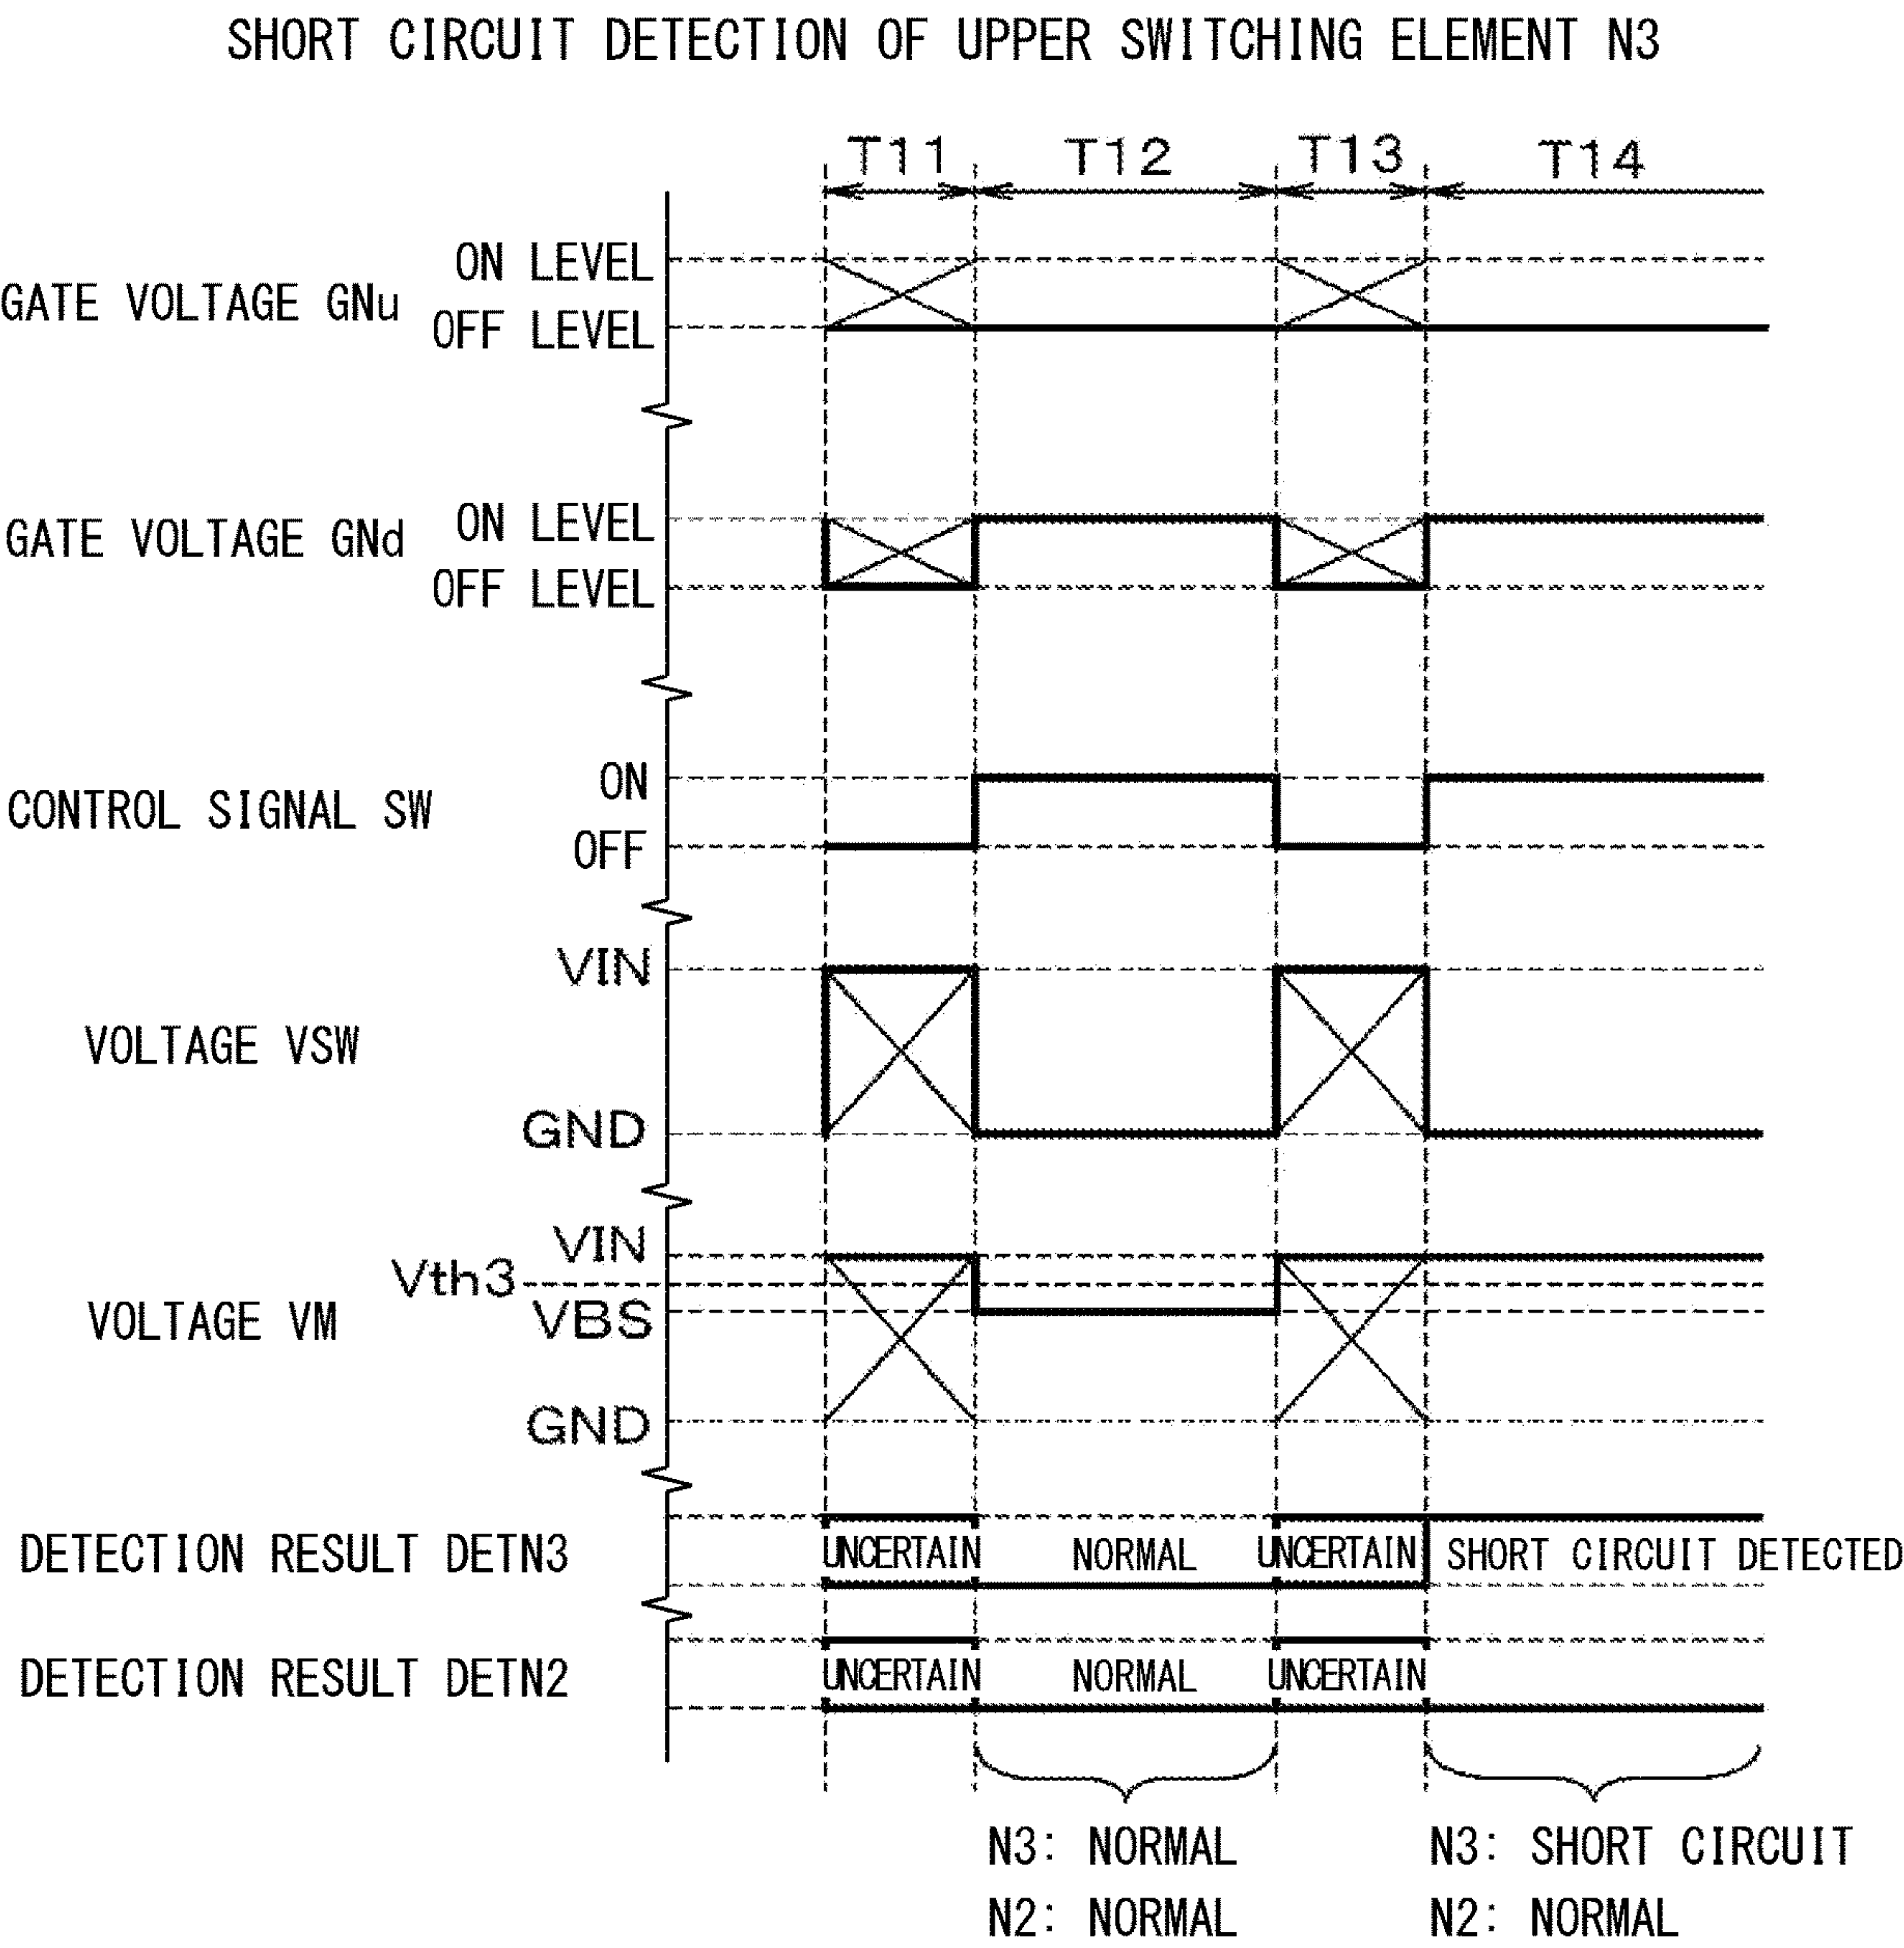 SHORT CIRCUIT DETECTION OF UPPER SWITCHING ELEMENT N3
T11 T12 T13 T14
GATE VOLTAGE GNu
ON LEVEL
OFF LEVEL
GATE VOLTAGE GNd
ON LEVEL
OFF LEVEL
CONTROL SIGNAL SW
ON
OFF
VOLTAGE VSW
VIN
GND
VOLTAGE VM
VIN
Vth3
VBS
GND
DETECTION RESULT DETN3
UNCERTAIN NORMAL UNCERTAIN SHORT CIRCUIT DETECTED
DETECTION RESULT DETN2
UNCERTAIN NORMAL UNCERTAIN
N3: NORMAL
N2: NORMAL
N3: SHORT CIRCUIT
N2: NORMAL